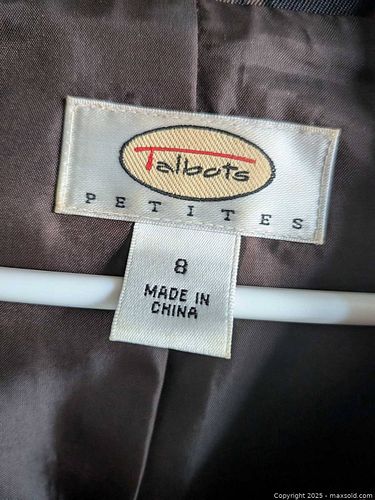 Talbots
PETITES
8
MADE IN
CHINA
Copyright © 2025 - maxsold.com